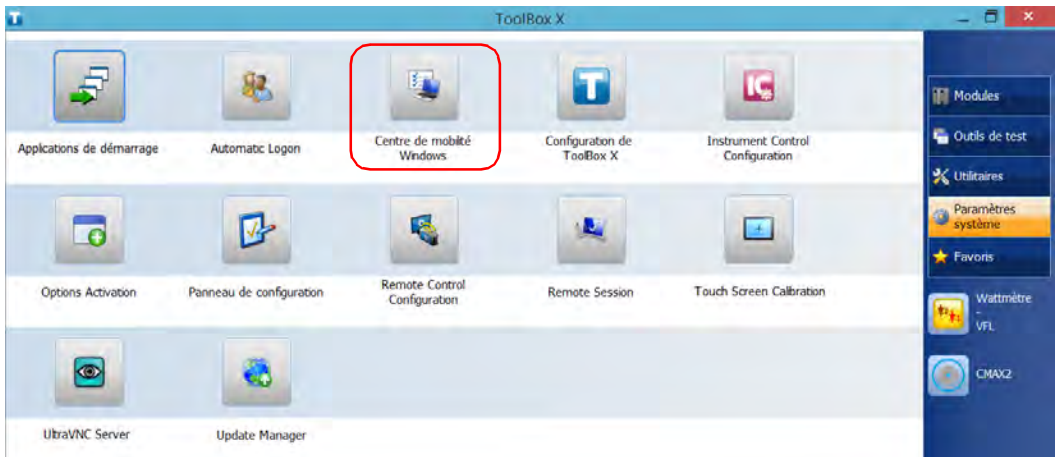 ToolBox X
Applications de démarrage
Automatic Logon
Centre de mobilité
Windows
Configuration de
ToolBox X
Instrument Control
Configuration
Options Activation
Panneau de configuration
Remote Control
Configuration
Remote Session
Touch Screen Calibration
UltraVNC Server
Update Manager
Modules
Outils de test
Utilitaires
Paramètres
système
Favoris
Wattmètre
-
VFL
CMAX2